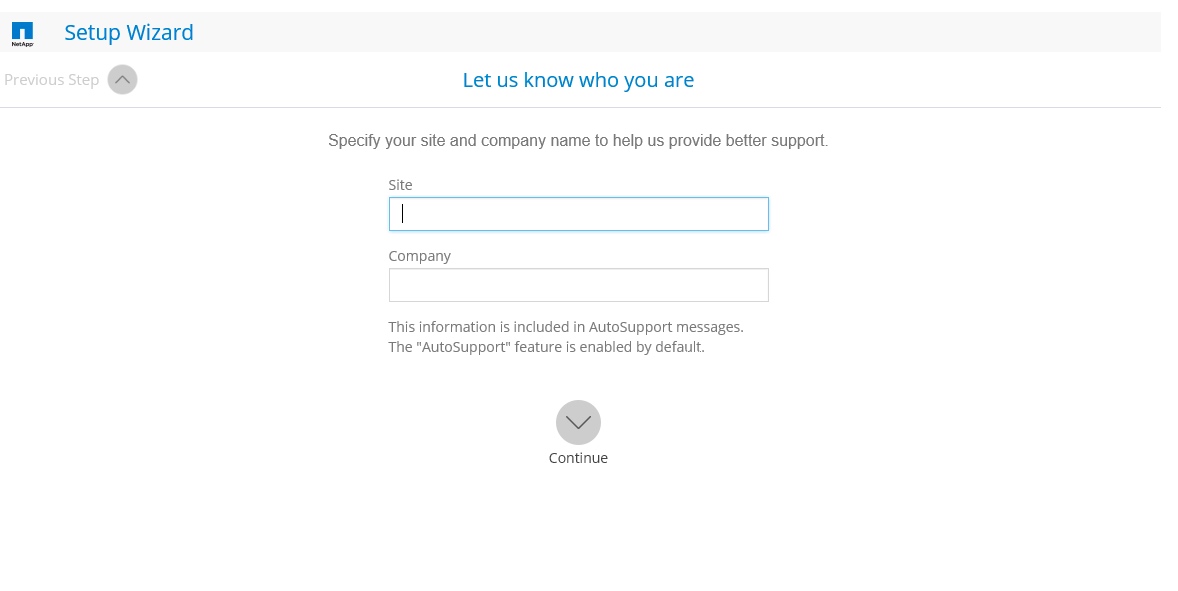 NetApp
Setup Wizard
Previous Step
Let us know who you are
Specify your site and company name to help us provide better support.
Site
Company
This information is included in AutoSupport messages.
The "AutoSupport" feature is enabled by default.
Continue